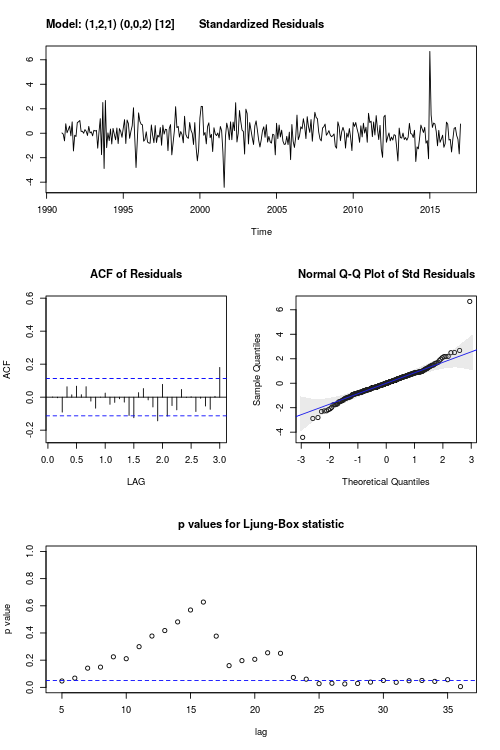 Model: (1,2,1) (0,0,2) [12] Standardized Residuals
6
4
2
0
-2
-4
1990 1995 2000 2005 2010 2015
Time
ACF of Residuals
ACF
0.6
0.4
0.2
0.0
-0.2
0.0 0.5 1.0 1.5 2.0 2.5 3.0
LAG
Normal Q-Q Plot of Std Residuals
Sample Quantiles
6
4
2
0
-2
-4
-3 -2 -1 0 1 2 3
Theoretical Quantiles
p values for Ljung-Box statistic
p value
1.0
0.8
0.6
0.4
0.2
0.0
5 10 15 20 25 30 35
lag